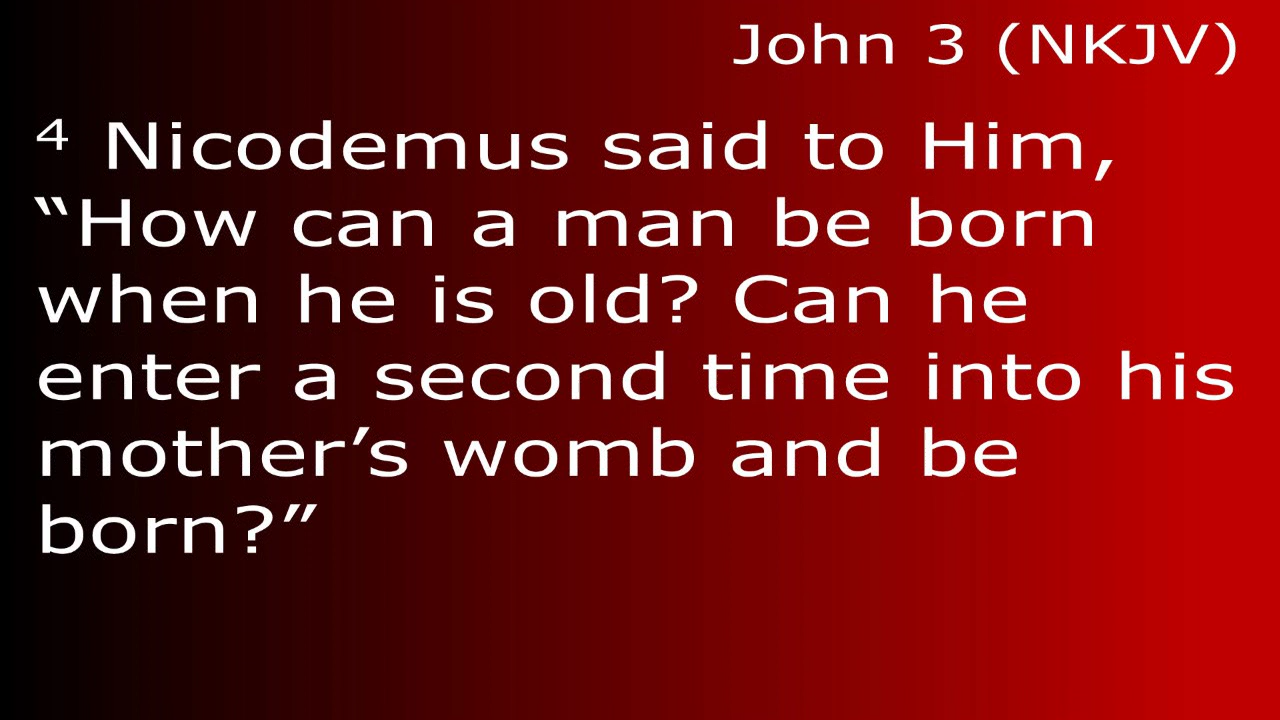 John 3 (NKJV)
4 Nicodemus said to Him,
“How can a man be born
when he is old? Can he
enter a second time into his
mother’s womb and be
born?”